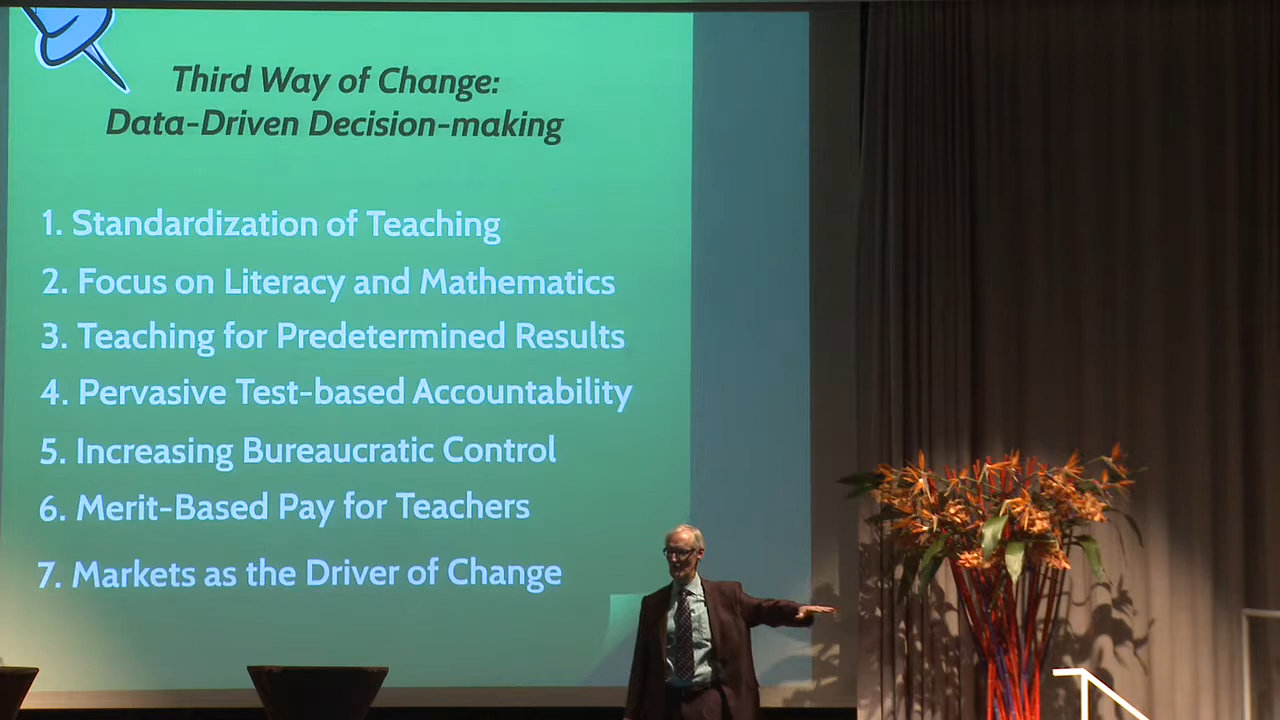 Third Way of Change:
Data-Driven Decision-making
1. Standardization of Teaching
2. Focus on Literacy and Mathematics
3. Teaching for Predetermined Results
4. Pervasive Test-based Accountability
5. Increasing Bureaucratic Control
6. Merit-Based Pay for Teachers
7. Markets as the Driver of Change